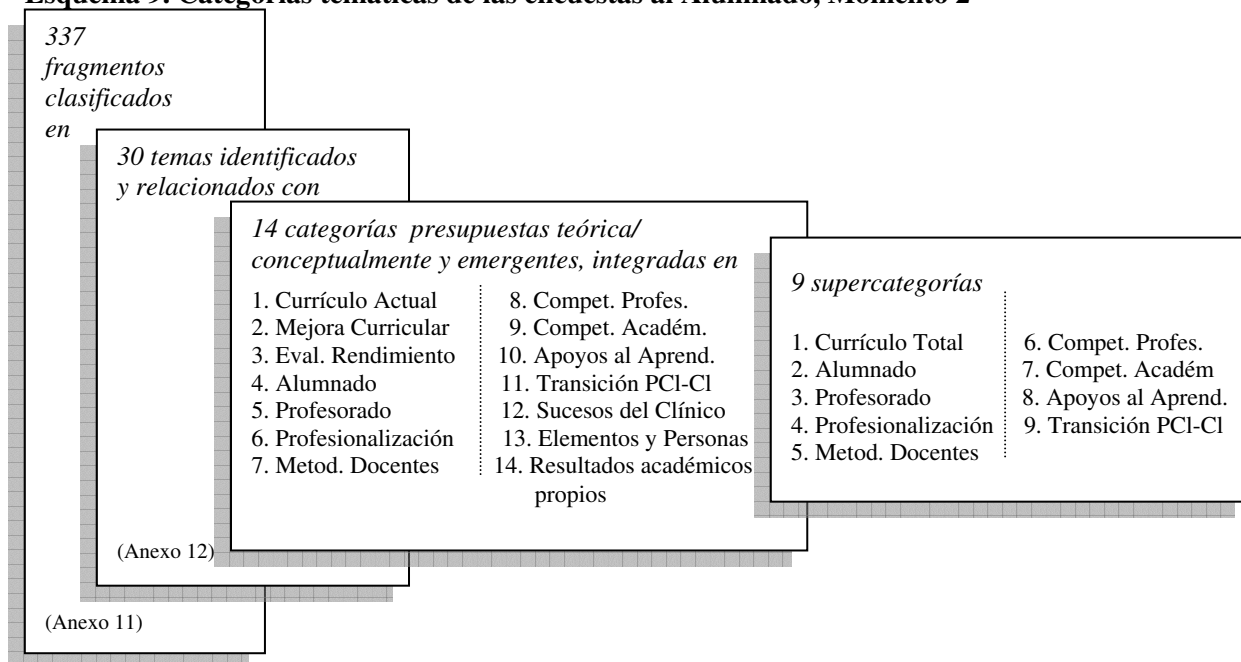 Esquema 9: Categorías temáticas de las encuestas al Alumnado, Momento 2
337
fragmentos
clasificados
en
30 temas identificados
y relacionados con
14 categorías presupuestas teórica/
conceptualmente y emergentes, integradas en
1. Currículo Actual
2. Mejora Curricular
3. Eval. Rendimiento
4. Alumnado
5. Profesorado
6. Profesionalización
7. Metod. Docentes
8. Compet. Profes.
9. Compet. Académ.
10. Apoyos al Aprend.
11. Transición PCl-Cl
12. Sucesos del Clínico
13. Elementos y Personas
14. Resultados académicos
propios
9 supercategorías
1. Currículo Total
2. Alumnado
3. Profesorado
4. Profesionalización
5. Metod. Docentes
6. Compet. Profes.
7. Compet. Académ
8. Apoyos al Aprend.
9. Transición PCl-Cl
(Anexo 12)
(Anexo 11)